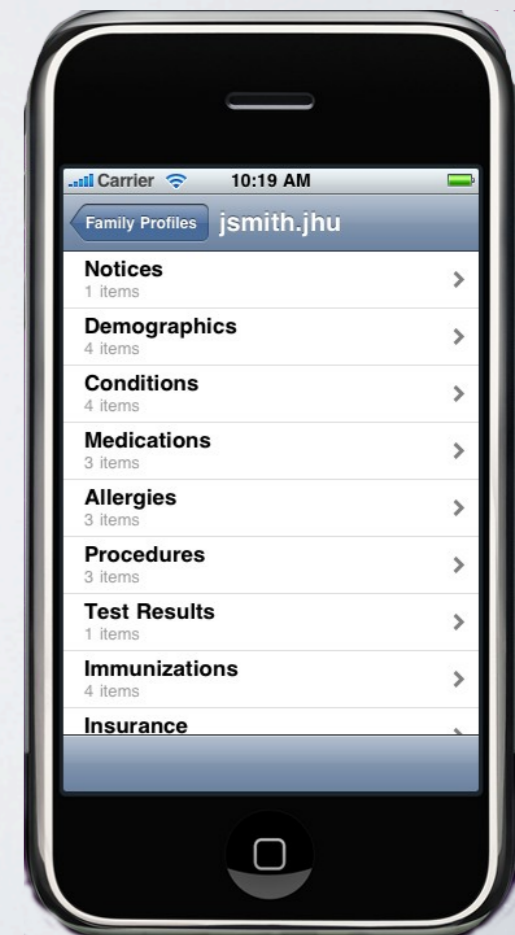 Carrier 10:19 AM
Family Profiles jsmith.jhu
Notices
1 items
Demographics
4 items
Conditions
4 items
Medications
3 items
Allergies
3 items
Procedures
3 items
Test Results
1 items
Immunizations
4 items
Insurance